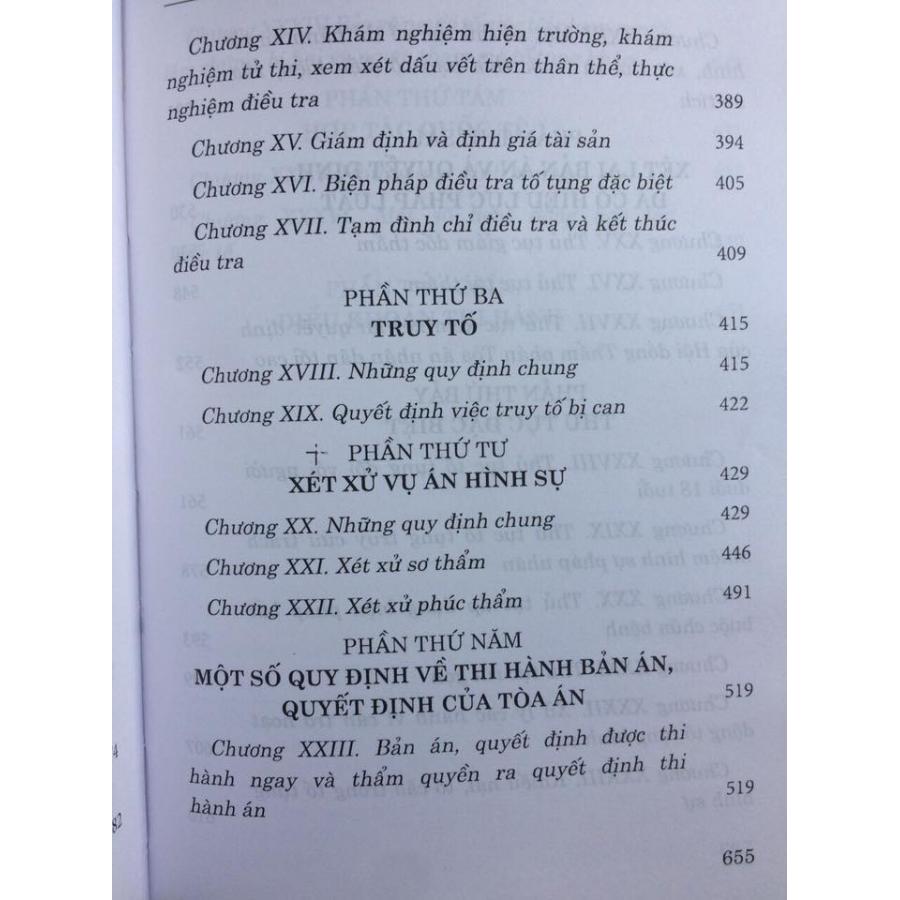 Chương XIV. Khám nghiệm hiện trường, khám
nghiệm tử thi, xem xét dấu vết trên thân thể, thực
nghiệm điều tra 389
Chương XV. Giám định và định giá tài sản 394
Chương XVI. Biện pháp điều tra tố tụng đặc biệt 405
Chương XVII. Tạm đình chỉ điều tra và kết thúc
điều tra 409
PHẦN THỨ BA
TRUY TỐ 415
Chương XVIII. Những quy định chung 415
Chương XIX. Quyết định việc truy tố bị can 422
PHẦN THỨ TƯ
XÉT XỬ VỤ ÁN HÌNH SỰ 429
Chương XX. Những quy định chung 429
Chương XXI. Xét xử sơ thẩm 446
Chương XXII. Xét xử phúc thẩm 491
PHẦN THỨ NĂM
MỘT SỐ QUY ĐỊNH VỀ THI HÀNH BẢN ÁN,
QUYẾT ĐỊNH CỦA TÒA ÁN 519
Chương XXIII. Bản án, quyết định được thi
hành ngay và thẩm quyền ra quyết định thi
hành án 519
655